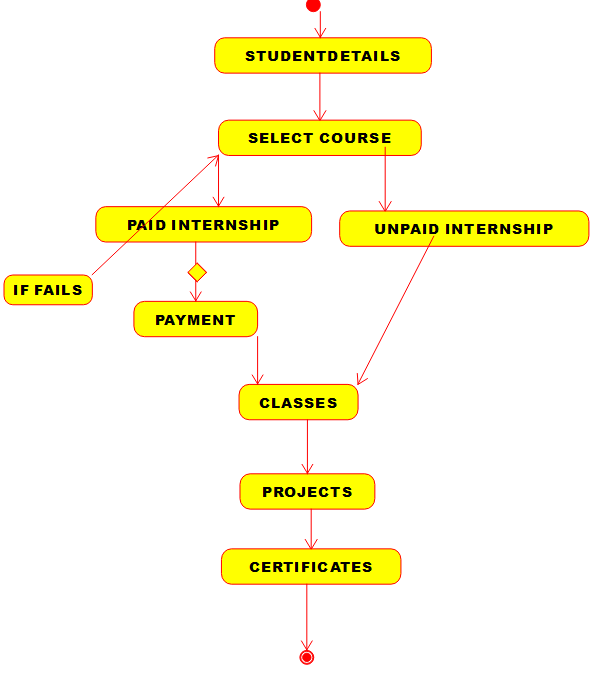 STUDENTDETAILS
SELECT COURSE
PAID INTERNSHIP
UNPAID INTERNSHIP
IF FAILS
PAYMENT
CLASSES
PROJECTS
CERTIFICATES